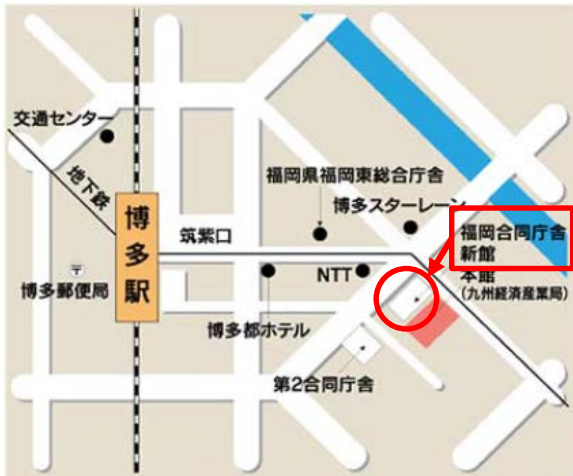 交通センター
地下鉄
博多駅
筑紫口
〒
博多郵便局
福岡県福岡東総合庁舎
博多スターレーン
福岡合同庁舎
新館
本館
(九州経済産業局)
NTT
博多都ホテル
第2合同庁舎